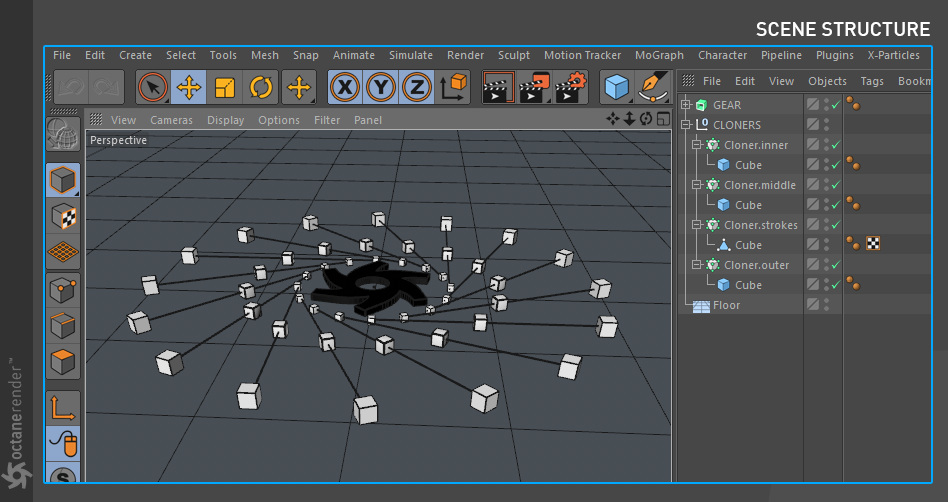 SCENE STRUCTURE
File Edit Create Select Tools Mesh Snap Animate Simulate Render Sculpt Motion Tracker MoGraph Character Pipeline Plugins X-Particles
X Y Z
File Edit View Objects Tags Bookm
View Cameras Display Options Filter Panel
Perspective
GEAR
0 CLONERS
Cloner.inner
Cube
Cloner.middle
Cube
Cloner.strokes
Cube
Cloner.outer
Cube
Floor
S
octanerender™